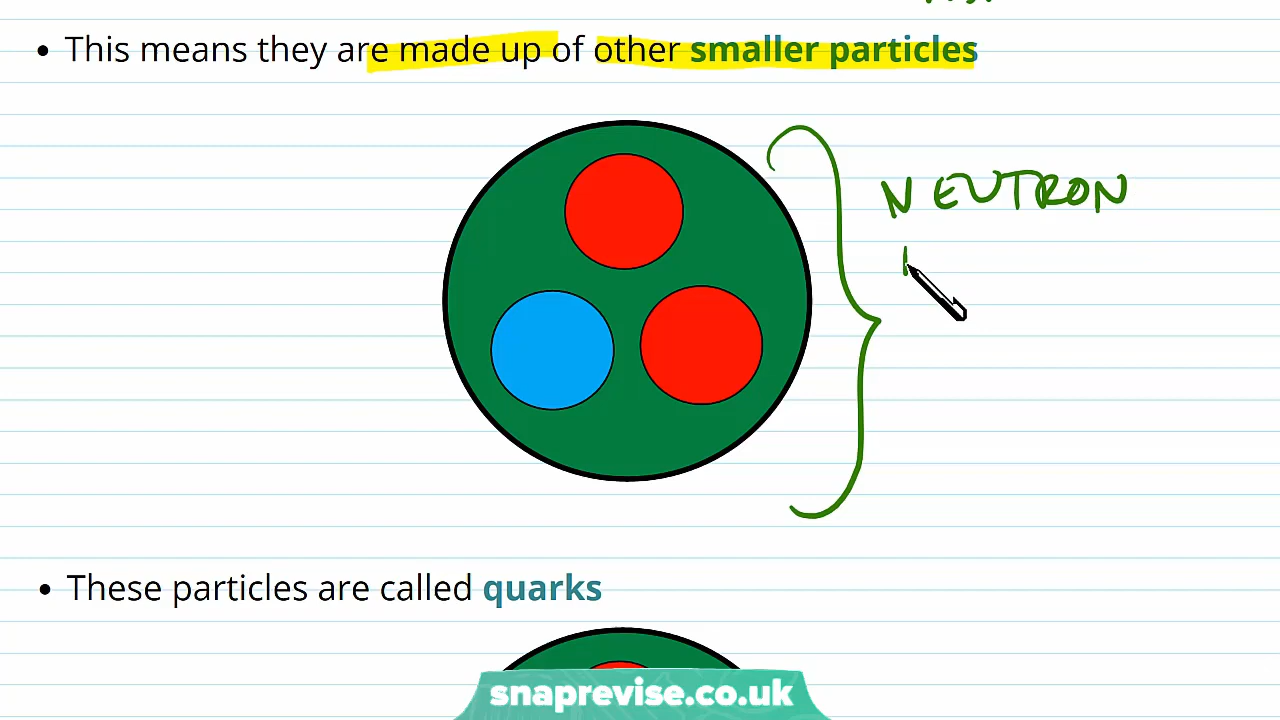 • This means they are made up of other smaller particles
NEUTRON
• These particles are called quarks
snaprevise.co.uk